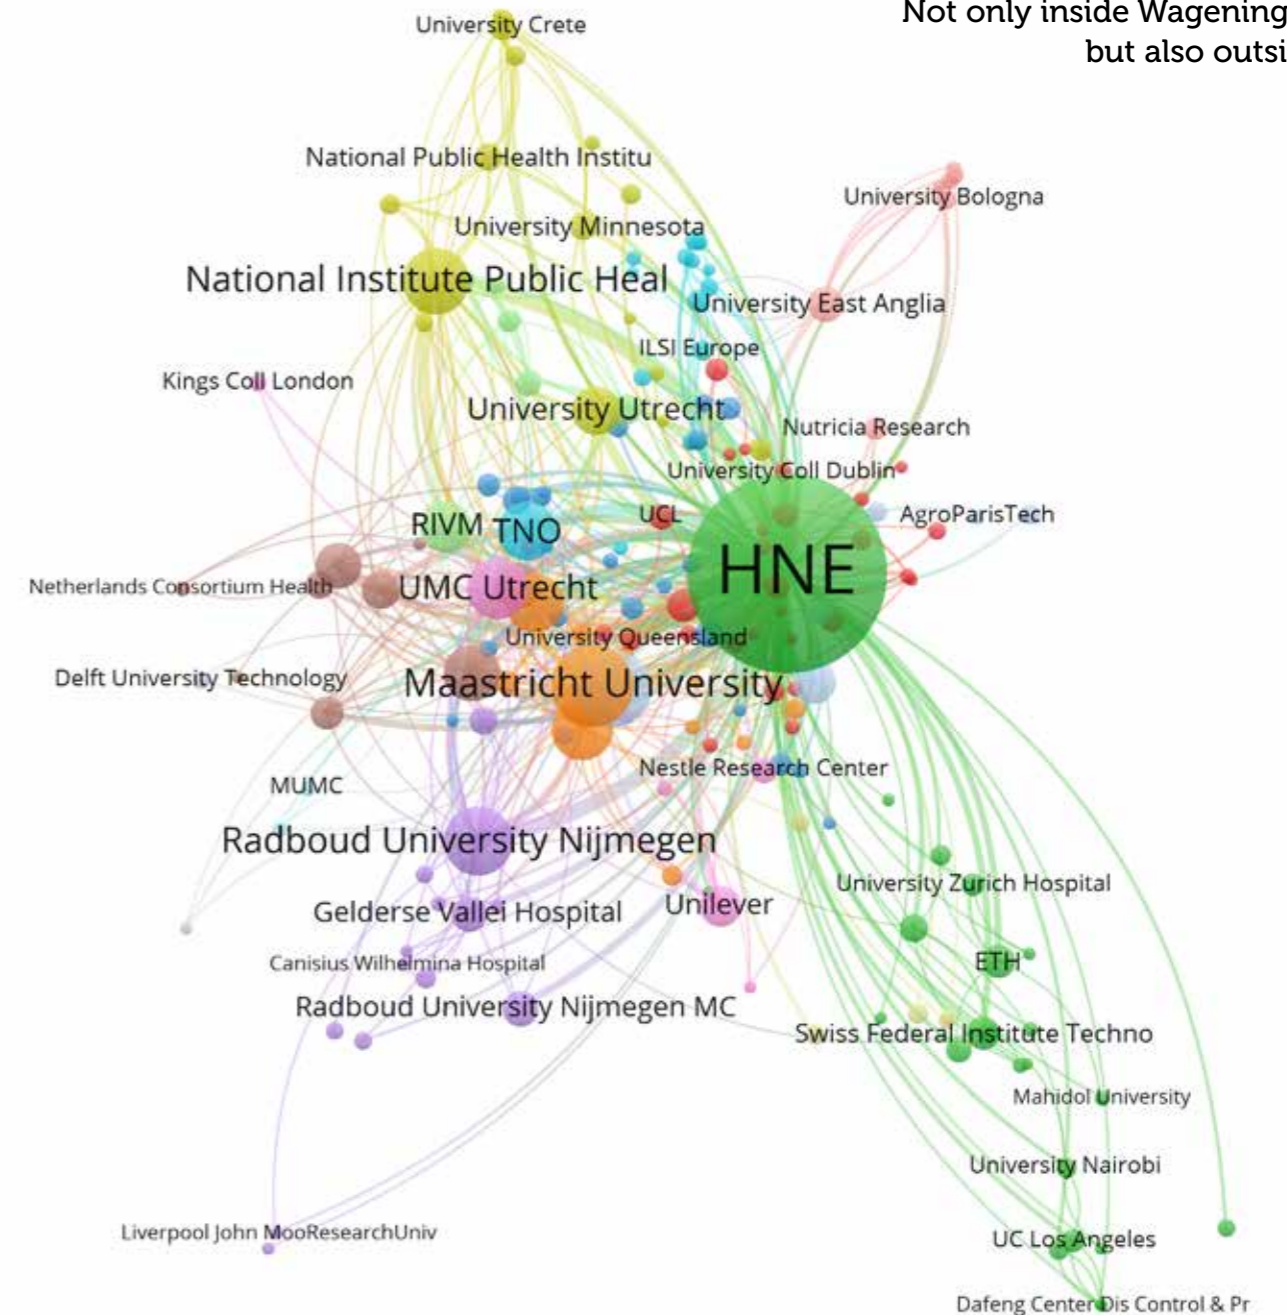 Not only inside Wagening
but also outsi
University Crete
National Public Health Institu
University Bologna
University Minnesota
National Institute Public Heal
University East Anglia
ILSI Europe
Kings Coll London
University Utrecht
Nutricia Research
University Coll Dublin
UCL
AgroParisTech
RIVM
TNO
HNE
Netherlands Consortium Health
UMC Utrecht
University Queensland
Delft University Technology
Maastricht University
Nestle Research Center
MUMC
Radboud University Nijmegen
University Zurich Hospital
Unilever
Gelderse Vallei Hospital
ETH
Canisius Wilhelmina Hospital
Radboud University Nijmegen MC
Swiss Federal Institute Techno
Mahidol University
University Nairobi
Liverpool John MooResearchUniv
UC Los Angeles
Dafeng Center Dis Control & Pr